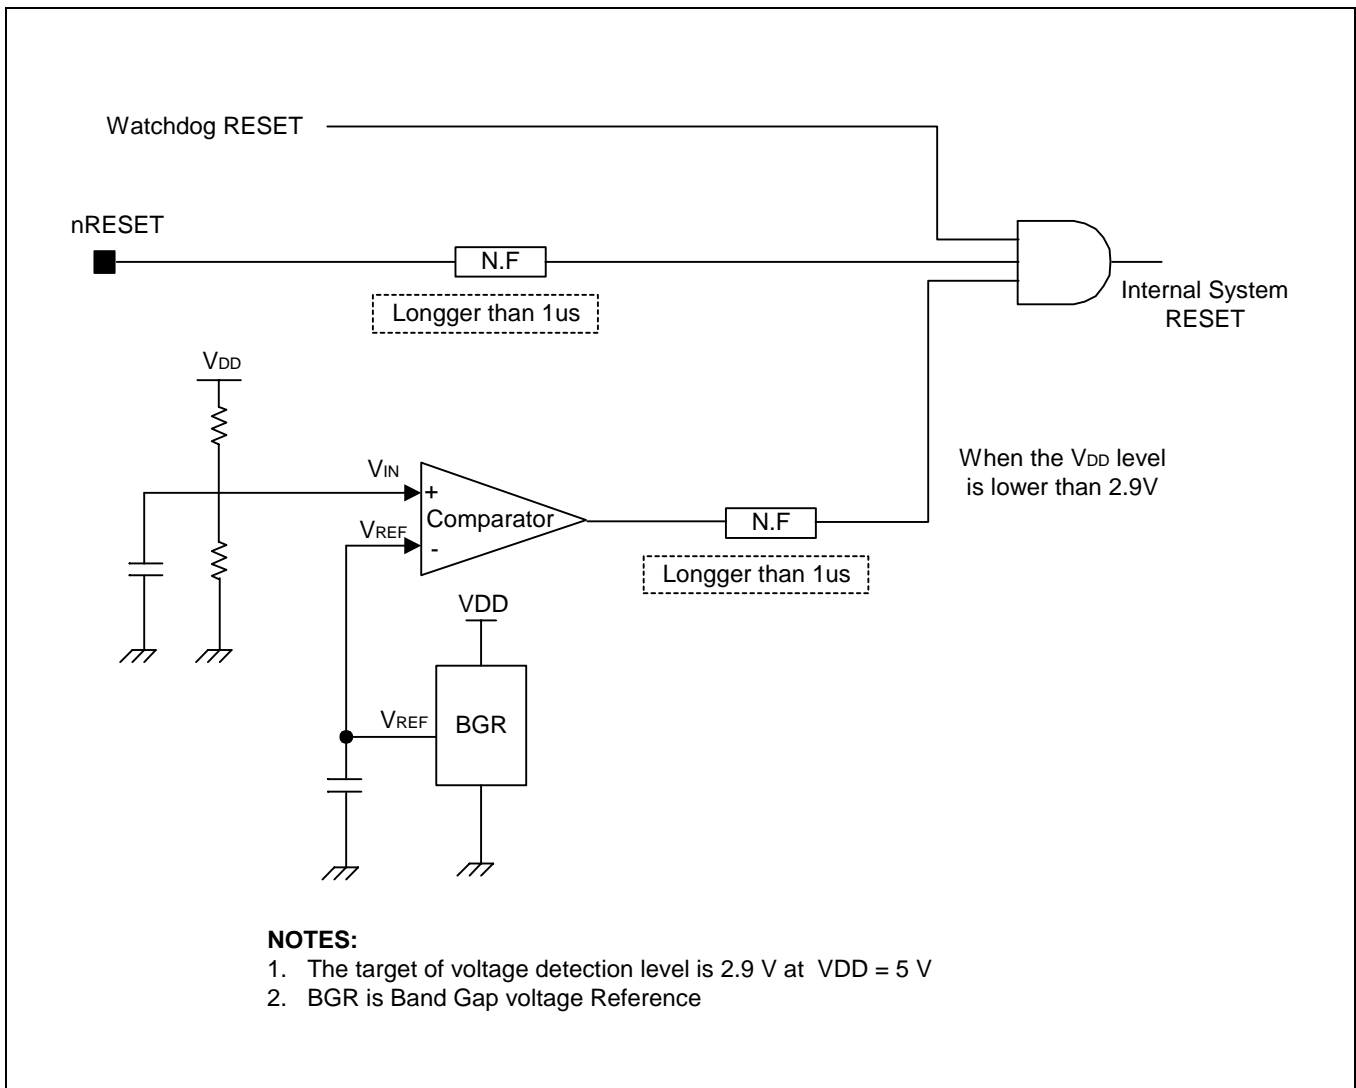 Watchdog RESET
nRESET
N.F
Longger than 1us
Internal System
RESET
VDD
VIN
+
Comparator
VREF
-
N.F
Longger than 1us
When the VDD level
is lower than 2.9V
VDD
VREF
BGR
NOTES:
1. The target of voltage detection level is 2.9 V at VDD = 5 V
2. BGR is Band Gap voltage Reference